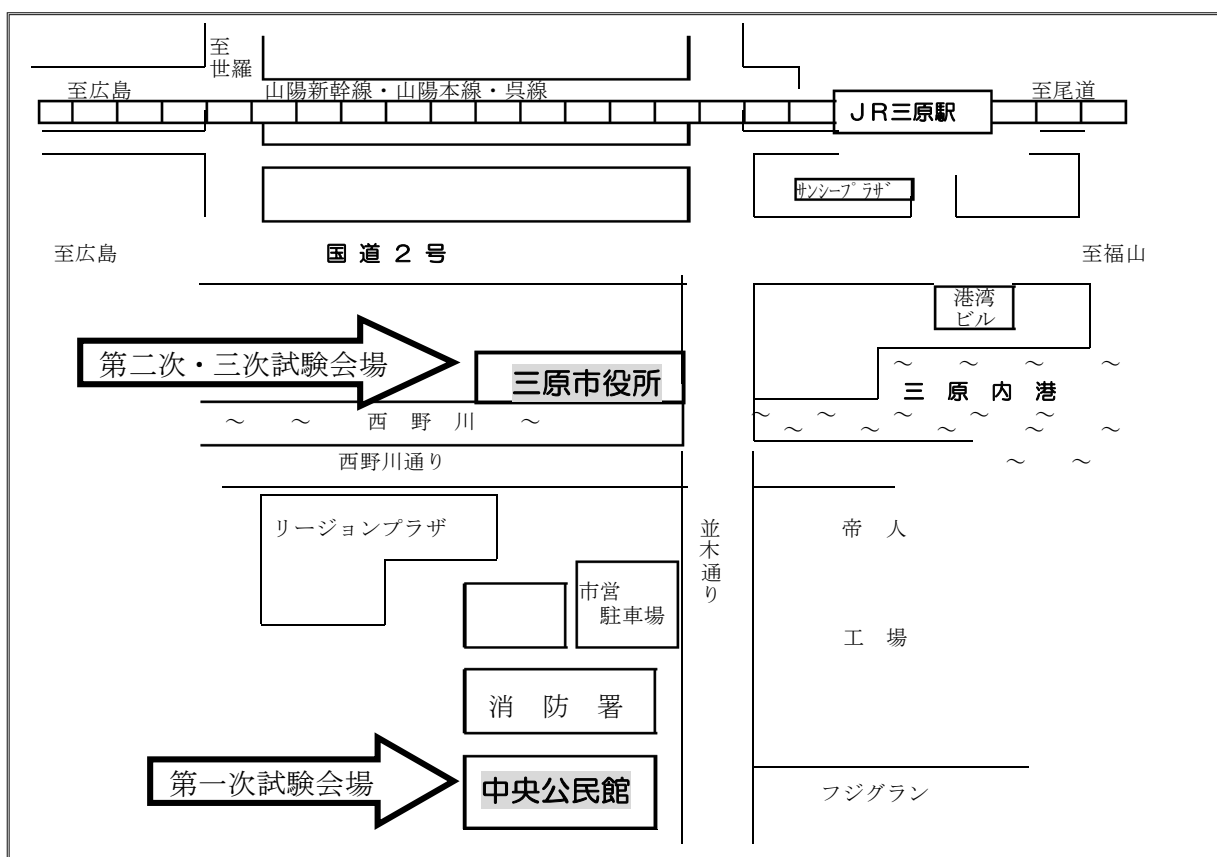 至
世羅
至広島
山陽新幹線・山陽本線・呉線
至尾道
ＪＲ三原駅
ｻﾝｼｰﾌﾟﾗｻﾞ
至広島
国道２号
至福山
港湾
ビル
第二次・三次試験会場
三原市役所
三原内港
～　～　西野川　～
西野川通り
リージョンプラザ
並木通り
帝人
市営
駐車場
工場
消防署
第一次試験会場
中央公民館
フジグラン